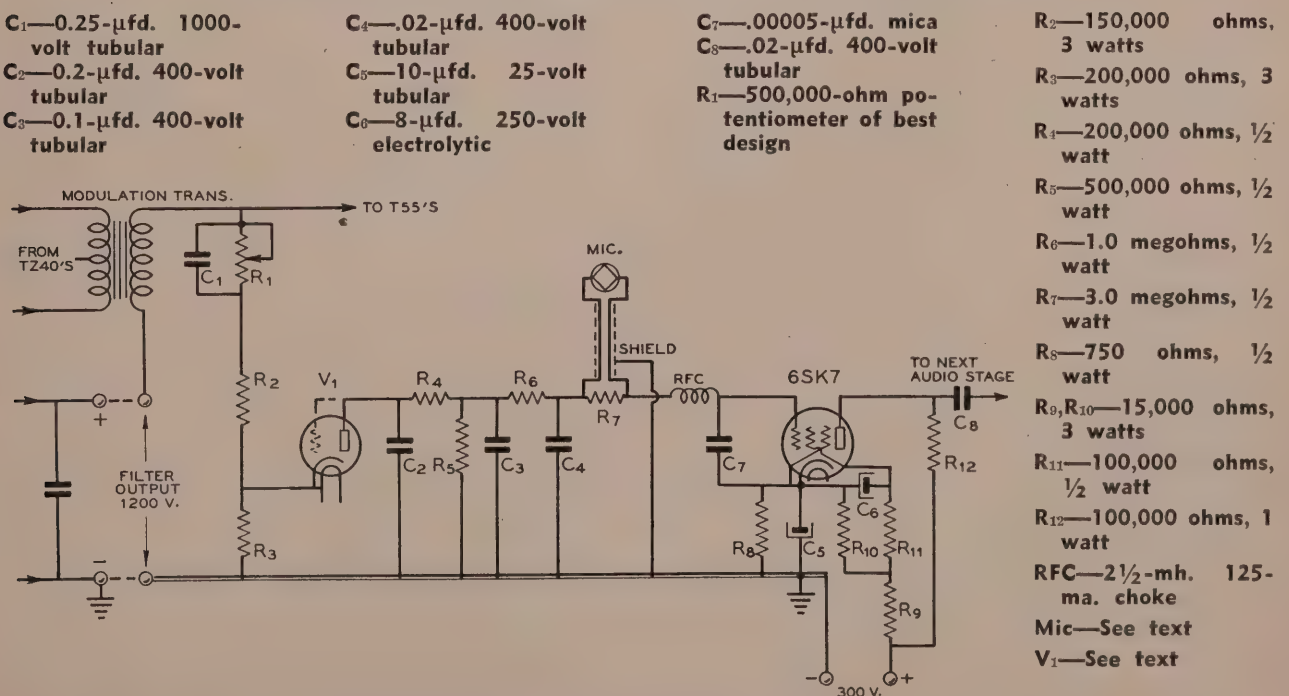 C₁—0.25-μfd. 1000-
volt tubular
C₂—0.2-μfd. 400-volt
tubular
C₃—0.1-μfd. 400-volt
tubular
C₄—.02-μfd. 400-volt
tubular
C₅—10-μfd. 25-volt
tubular
C₆—8-μfd. 250-volt
electrolytic
C₇—.00005-μfd. mica
C₈—.02-μfd. 400-volt
tubular
R₁—500,000-ohm po-
tentiometer of best
design
R₂—150,000 ohms,
3 watts
R₃—200,000 ohms, 3
watts
R₄—200,000 ohms, ½
watt
R₅—500,000 ohms, ½
watt
R₆—1.0 megohms, ½
watt
R₇—3.0 megohms, ½
watt
R₈—750 ohms, ½
watt
R₉,R₁₀—15,000 ohms,
3 watts
R₁₁—100,000 ohms,
½ watt
R₁₂—100,000 ohms, 1
watt
RFC—2½-mh. 125-
ma. choke
Mic—See text
V₁—See text
MODULATION TRANS.
TO T55'S
FROM
TZ40'S
C₁
R₁
MIC.
SHIELD
R₂
V₁
R₄
R₆
R₇
RFC
6SK7
TO NEXT
AUDIO STAGE
C₈
+
FILTER
OUTPUT
1200 V.
C₂
R₅
C₃
C₄
C₇
R₁₂
C₆
R₃
R₈
C₅
R₁₀
R₁₁
−
R₉
− 300 V. +